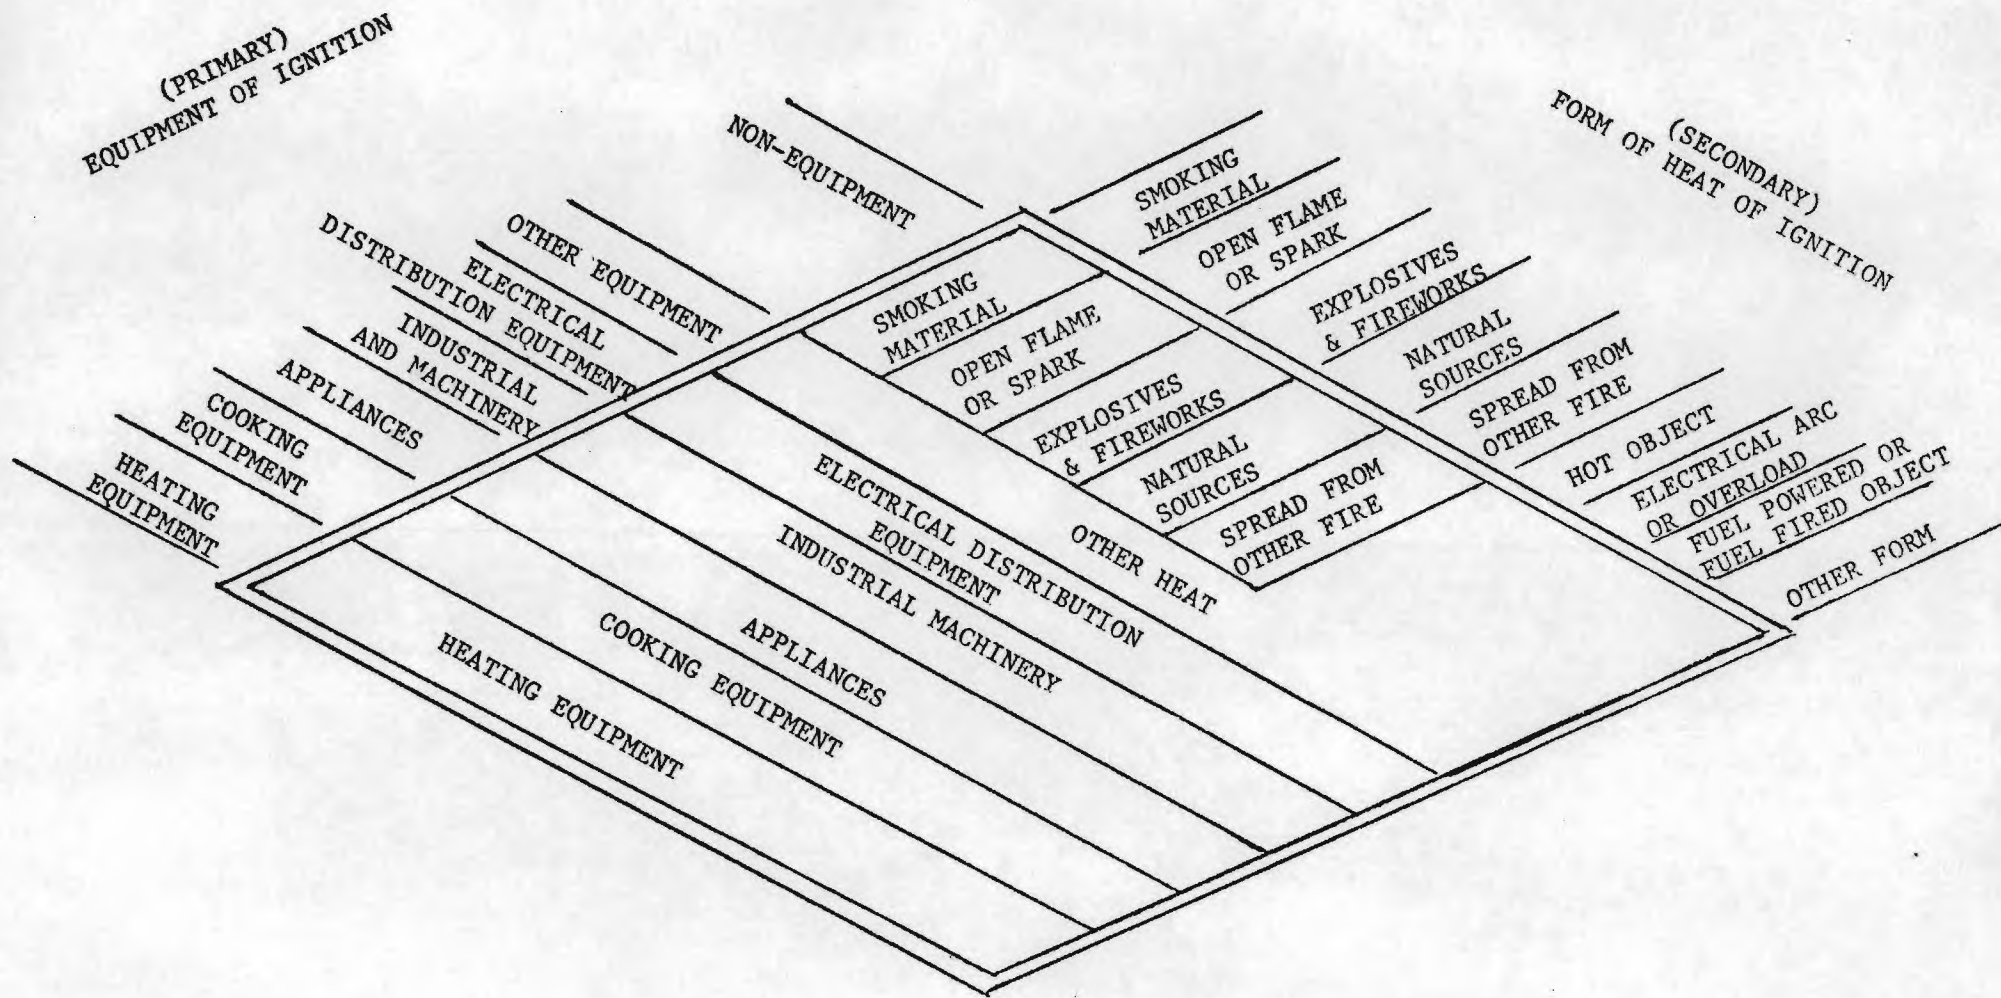 (PRIMARY)
EQUIPMENT OF IGNITION
(SECONDARY)
FORM OF HEAT OF IGNITION
NON-EQUIPMENT
OTHER EQUIPMENT
ELECTRICAL
DISTRIBUTION EQUIPMENT
INDUSTRIAL
AND MACHINERY
APPLIANCES
COOKING
EQUIPMENT
HEATING
EQUIPMENT
SMOKING
MATERIAL
OPEN FLAME
OR SPARK
EXPLOSIVES
& FIREWORKS
NATURAL
SOURCES
SPREAD FROM
OTHER FIRE
HOT OBJECT
ELECTRICAL ARC
OR OVERLOAD
FUEL POWERED OR
FUEL FIRED OBJECT
OTHER FORM
SMOKING
MATERIAL
OPEN FLAME
OR SPARK
EXPLOSIVES
& FIREWORKS
NATURAL
SOURCES
SPREAD FROM
OTHER FIRE
OTHER HEAT
ELECTRICAL DISTRIBUTION
EQUIPMENT
INDUSTRIAL MACHINERY
APPLIANCES
COOKING EQUIPMENT
HEATING EQUIPMENT